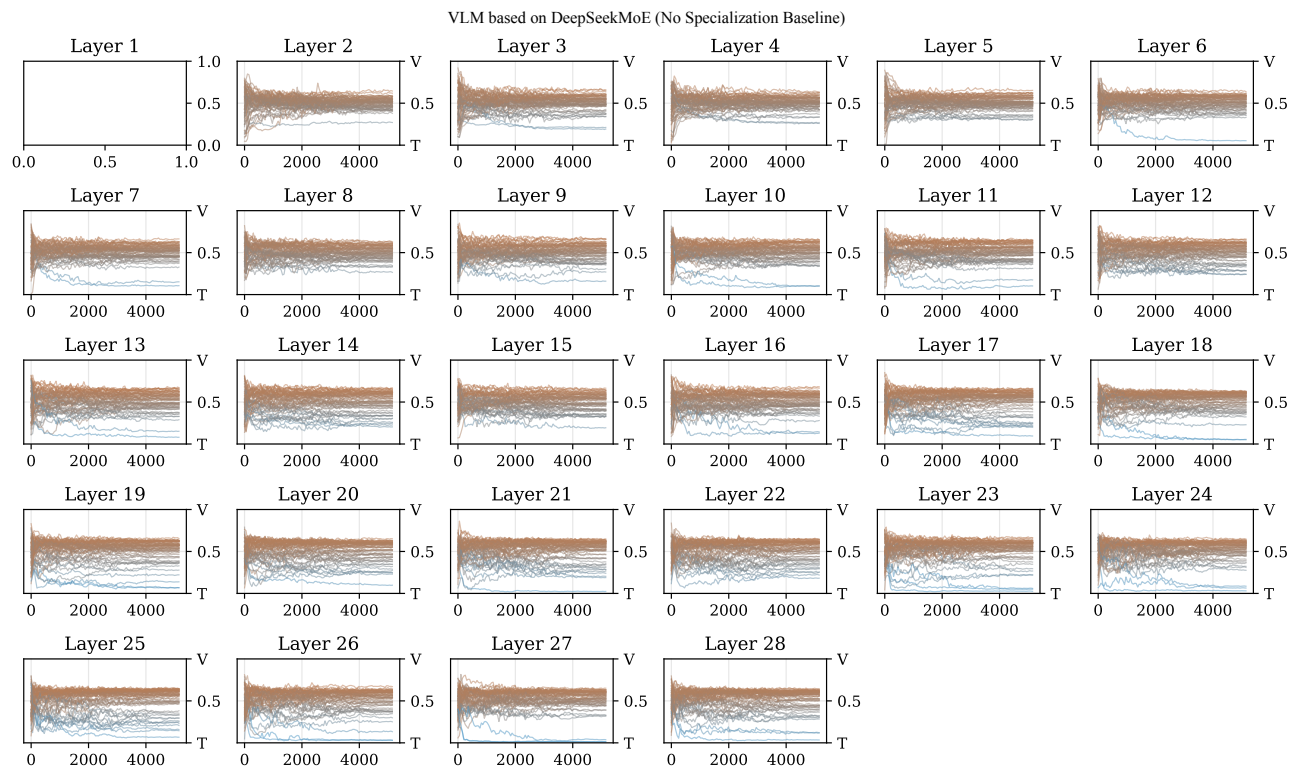 VLM based on DeepSeekMoE (No Specialization Baseline)
Layer 1 Layer 2 Layer 3 Layer 4 Layer 5 Layer 6
1.0 V V V V V
0.5 0.5 0.5 0.5 0.5 0.5
0.0 T T T T T
0.0 0.5 1.0 0 2000 4000 0 2000 4000 0 2000 4000 0 2000 4000 0 2000 4000
Layer 7 Layer 8 Layer 9 Layer 10 Layer 11 Layer 12
V V V V V V
0.5 0.5 0.5 0.5 0.5 0.5
T T T T T T
0 2000 4000 0 2000 4000 0 2000 4000 0 2000 4000 0 2000 4000 0 2000 4000
Layer 13 Layer 14 Layer 15 Layer 16 Layer 17 Layer 18
V V V V V V
0.5 0.5 0.5 0.5 0.5 0.5
T T T T T T
0 2000 4000 0 2000 4000 0 2000 4000 0 2000 4000 0 2000 4000 0 2000 4000
Layer 19 Layer 20 Layer 21 Layer 22 Layer 23 Layer 24
V V V V V V
0.5 0.5 0.5 0.5 0.5 0.5
T T T T T T
0 2000 4000 0 2000 4000 0 2000 4000 0 2000 4000 0 2000 4000 0 2000 4000
Layer 25 Layer 26 Layer 27 Layer 28
V V V V
0.5 0.5 0.5 0.5
T T T T
0 2000 4000 0 2000 4000 0 2000 4000 0 2000 4000